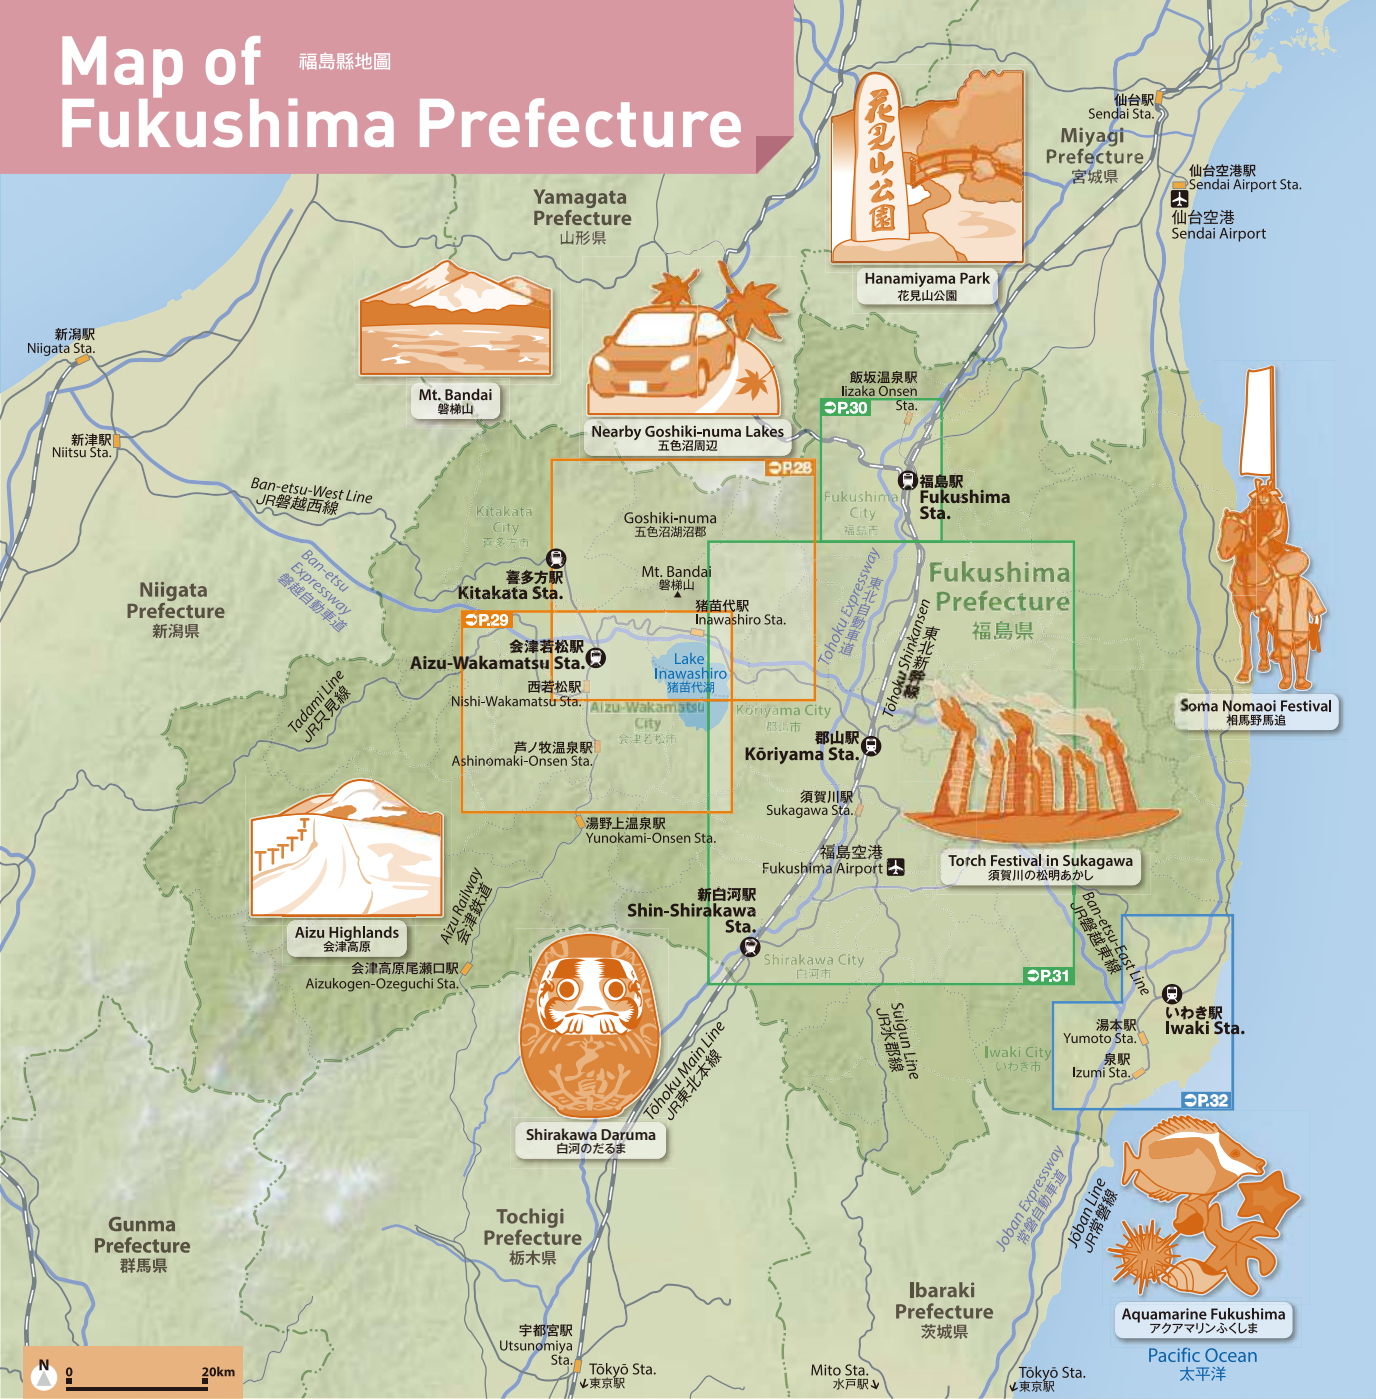 Map of
福島縣地圖
Fukushima Prefecture
花見山公園
Hanamiyama Park
花見山公園
仙台駅
Sendai Sta.
Miyagi
Prefecture
宮城県
仙台空港駅
Sendai Airport Sta.
仙台空港
Sendai Airport
Yamagata
Prefecture
山形県
Mt. Bandai
磐梯山
Nearby Goshiki-numa Lakes
五色沼周辺
新潟駅
Niigata Sta.
新津駅
Niitsu Sta.
飯坂温泉駅
Iizaka Onsen
Sta.
P.30
P.28
福島駅
Fukushima
Sta.
Fukushima
City
福島市
Ban-etsu-West Line
JR磐越西線
Kitakata
City
喜多方市
Goshiki-numa
五色沼湖沼郡
Ban-etsu
Expressway
磐越自動車道
喜多方駅
Kitakata Sta.
Mt. Bandai
磐梯山
猪苗代駅
Inawashiro Sta.
Niigata
Prefecture
新潟県
P.29
会津若松駅
Aizu-Wakamatsu Sta.
西若松駅
Nishi-Wakamatsu Sta.
Lake
Inawashiro
猪苗代湖
Aizu-Wakamatsu
City
会津若松市
Koriyama City
郡山市
Tohoku Expressway
東北自動車道
Tōhoku Shinkansen
東北新幹線
Fukushima
Prefecture
福島県
Tadami Line
JR只見線
芦ノ牧温泉駅
Ashinomaki-Onsen Sta.
郡山駅
Kōriyama Sta.
Soma Nomaoi Festival
相馬野馬追
須賀川駅
Sukagawa Sta.
湯野上温泉駅
Yunokami-Onsen Sta.
福島空港
Fukushima Airport
Torch Festival in Sukagawa
須賀川の松明あかし
Aizu Highlands
会津高原
Aizu Railway
会津鉄道
新白河駅
Shin-Shirakawa
Sta.
Shirakawa City
白河市
P.31
Ban-etsu-East Line
JR磐越東線
会津高原尾瀬口駅
Aizukogen-Ozeguchi Sta.
いわき駅
Iwaki Sta.
湯本駅
Yumoto Sta.
泉駅
Izumi Sta.
P.32
Suigun Line
JR水郡線
Iwaki City
いわき市
Tōhoku Main Line
JR東北本線
Shirakawa Daruma
白河のだるま
Joban Expressway
常磐自動車道
Jōban Line
JR常磐線
Gunma
Prefecture
群馬県
Tochigi
Prefecture
栃木県
Ibaraki
Prefecture
茨城県
Aquamarine Fukushima
アクアマリンふくしま
Pacific Ocean
太平洋
宇都宮駅
Utsunomiya
Sta.
Tōkyō Sta.
東京駅
Mito Sta.
水戸駅
Tōkyō Sta.
東京駅
N
0 20km